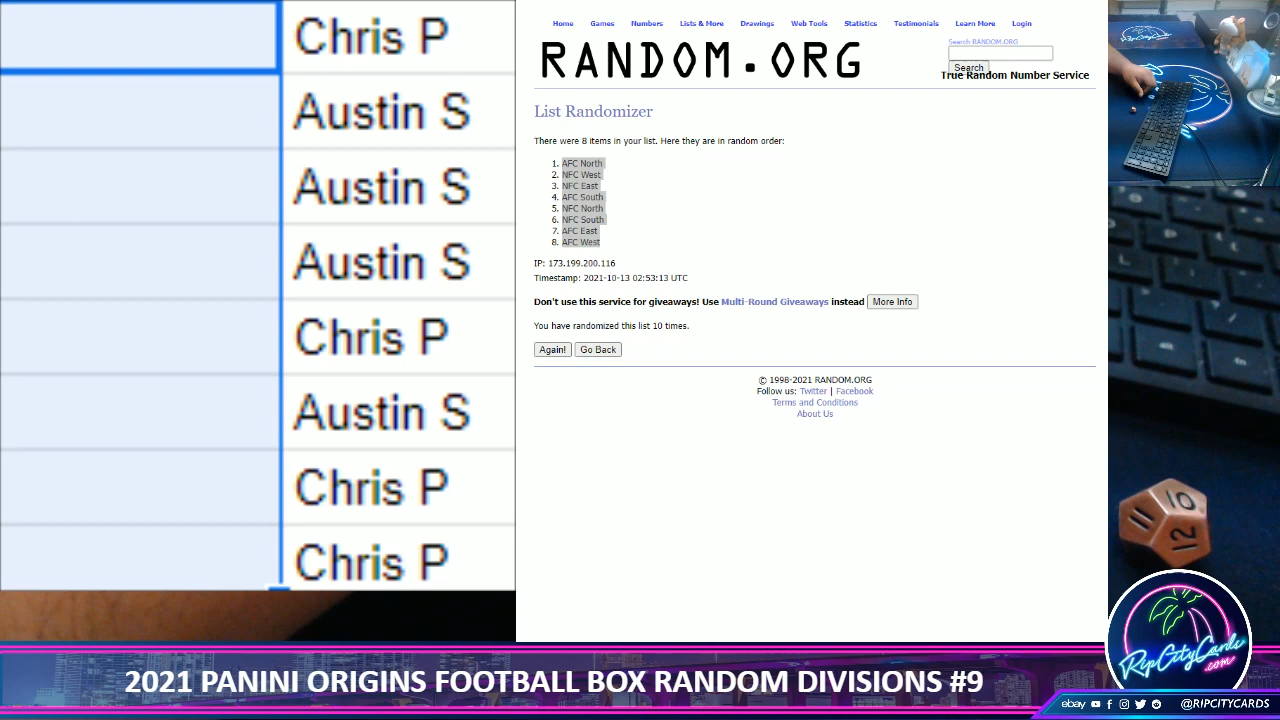 Chris P
Austin S
Austin S
Austin S
Chris P
Austin S
Chris P
Chris P
Home Games Numbers Lists & More Drawings Web Tools Statistics Testimonials Learn More Login
RANDOM.ORG
Search RANDOM.ORG
Search
True Random Number Service
List Randomizer
There were 8 items in your list. Here they are in random order:
1. AFC North
2. NFC West
3. NFC East
4. AFC South
5. NFC North
6. NFC South
7. AFC East
8. AFC West
IP: 173.199.200.116
Timestamp: 2021-10-13 02:53:13 UTC
Don't use this service for giveaways! Use Multi-Round Giveaways instead More Info
You have randomized this list 10 times.
Again! Go Back
© 1998-2021 RANDOM.ORG
Follow us: Twitter | Facebook
Terms and Conditions
About Us
11
12
RipCityCards
.com
2021 PANINI ORIGINS FOOTBALL BOX RANDOM DIVISIONS #9
ebay @RIPCITYCARDS